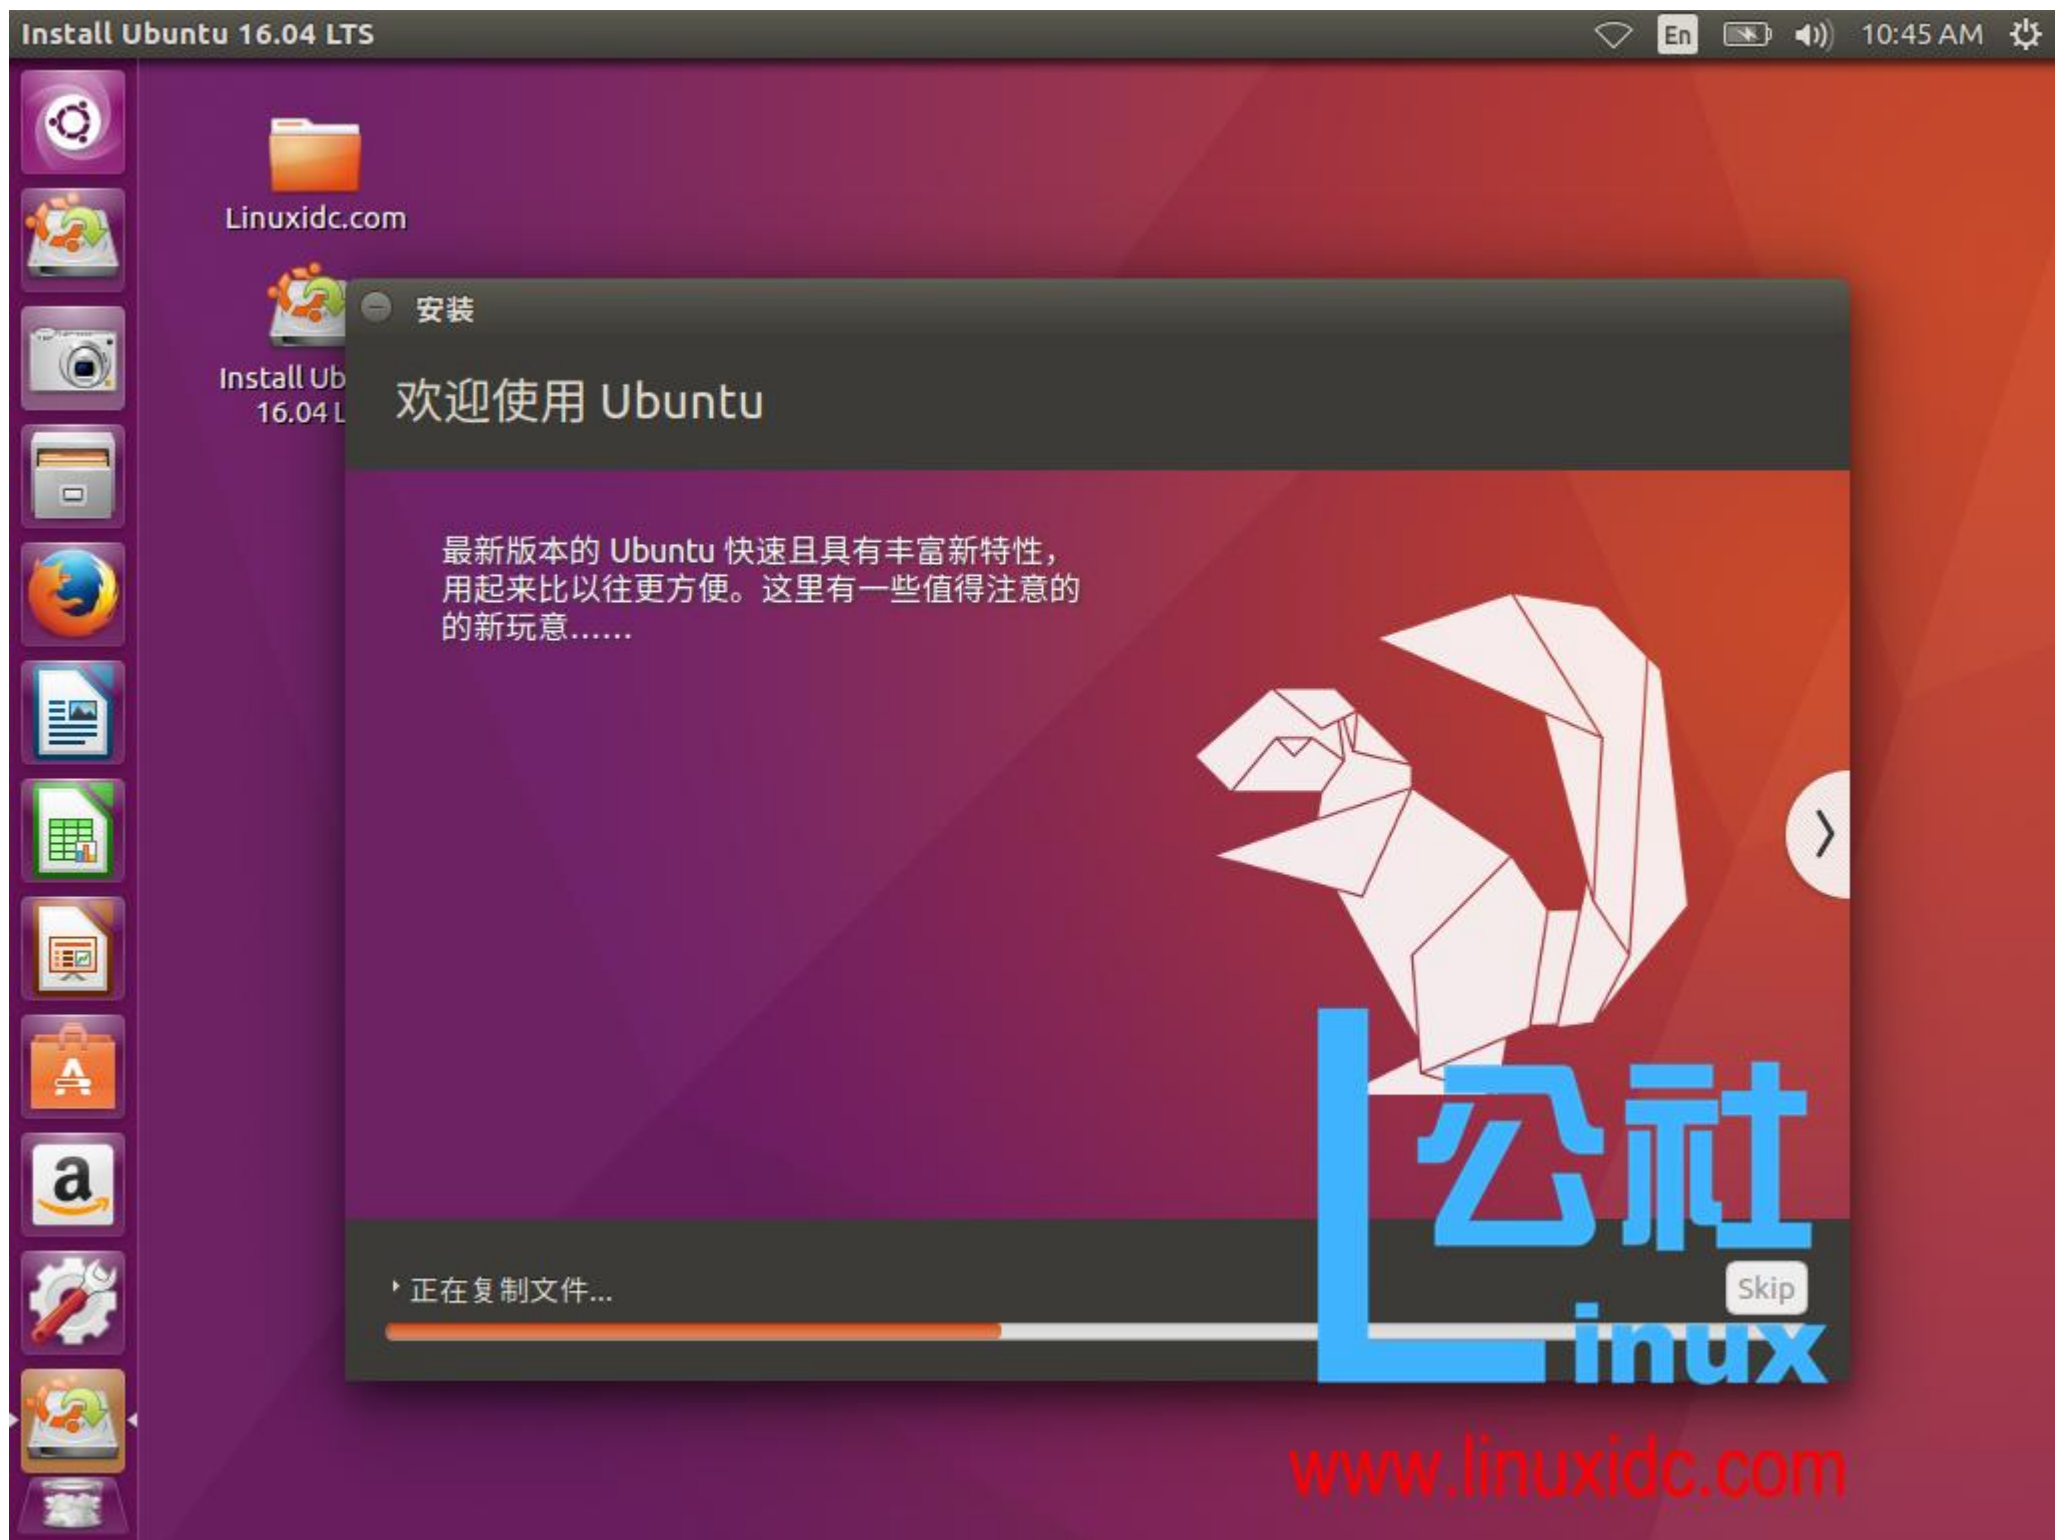 Install Ubuntu 16.04 LTS
En
10:45 AM
Linuxidc.com
Install Ub
16.04 L
安装
欢迎使用 Ubuntu
最新版本的 Ubuntu 快速且具有丰富新特性，
用起来比以往更方便。这里有一些值得注意的
的新玩意……
A
a
正在复制文件...
Skip
公社
Linux
www.linuxidc.com